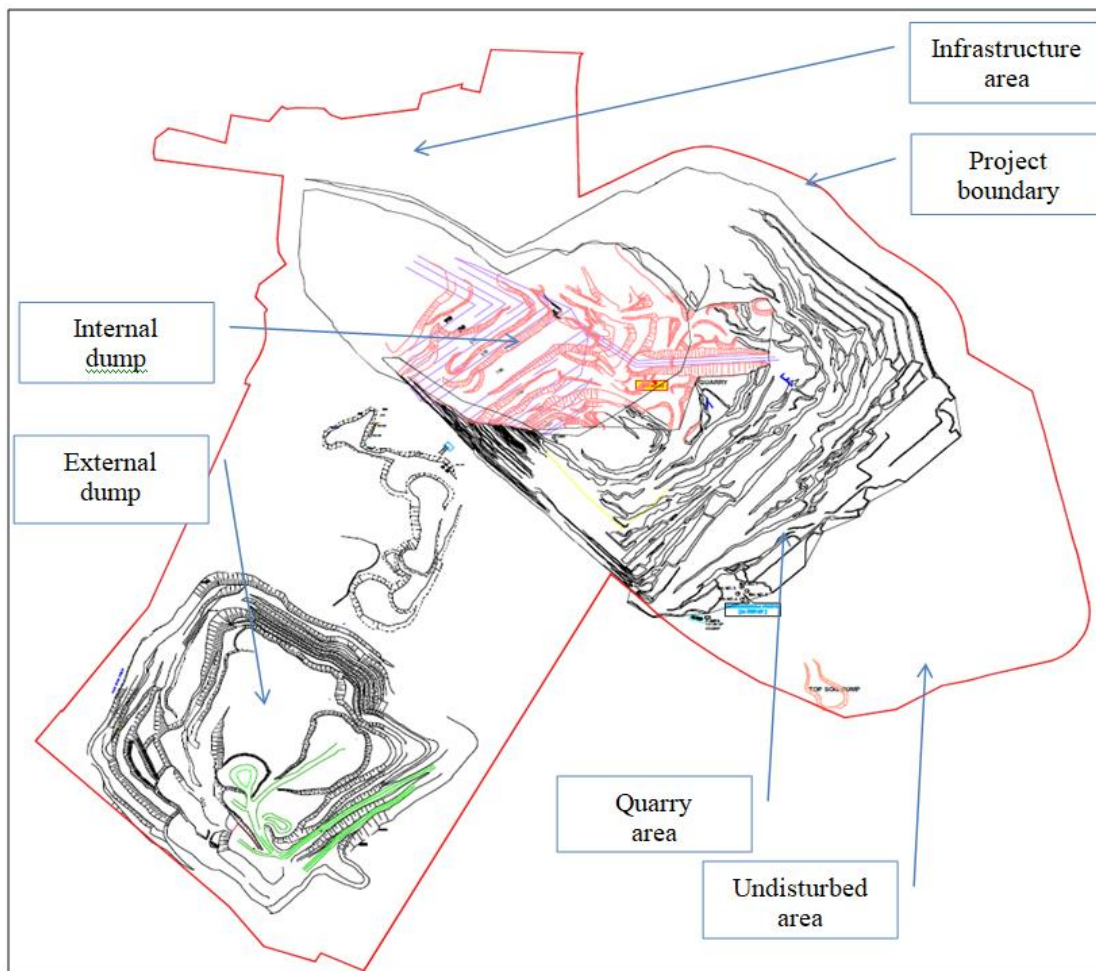 Infrastructure
area
Project
boundary
Internal
dump
QUARRY
External
dump
TOP SOIL DUMP
Quarry
area
Undisturbed
area